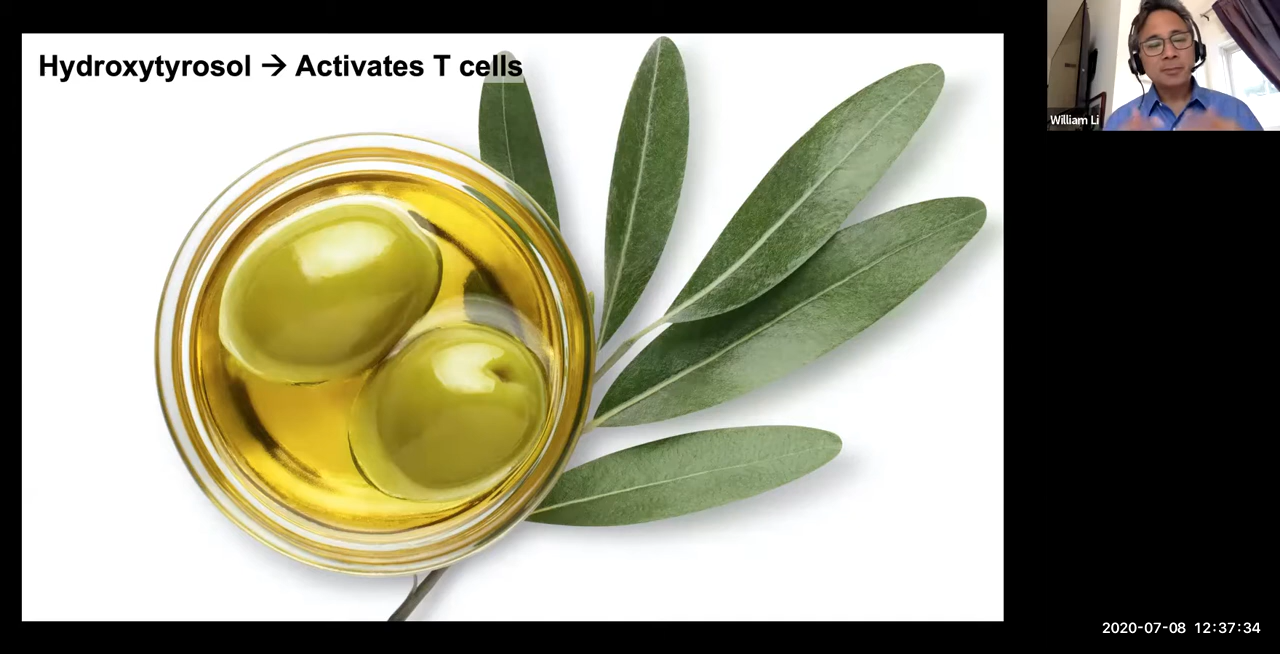 Hydroxytyrosol → Activates T cells
William Li
2020-07-08 12:37:34